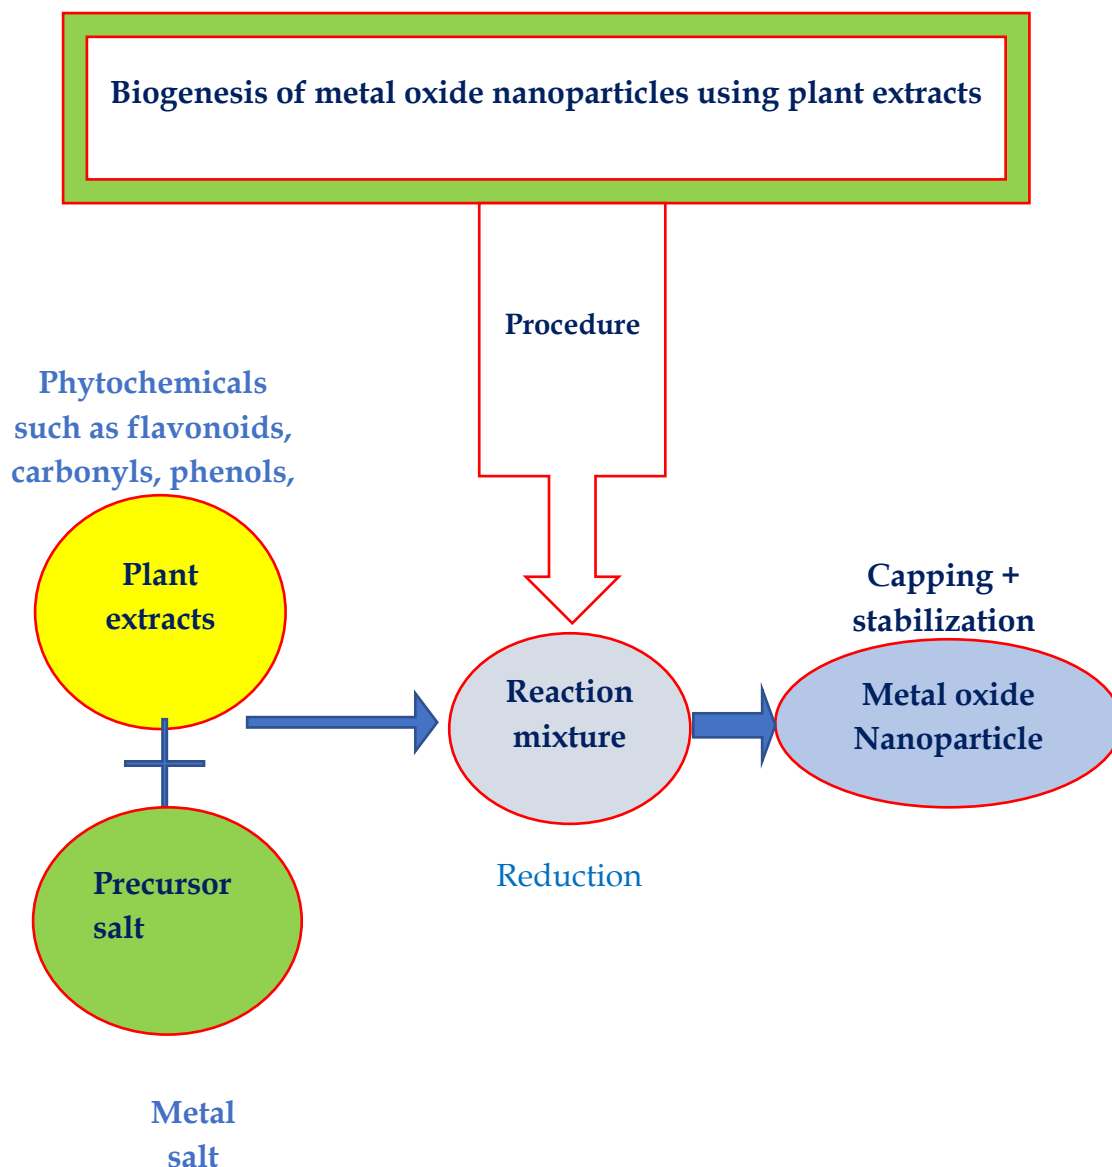 Biogenesis of metal oxide nanoparticles using plant extracts
Procedure
Phytochemicals
such as flavonoids,
carbonyls, phenols,
Plant
extracts
Capping +
stabilization
Reaction
mixture
Metal oxide
Nanoparticle
Precursor
salt
Reduction
Metal
salt